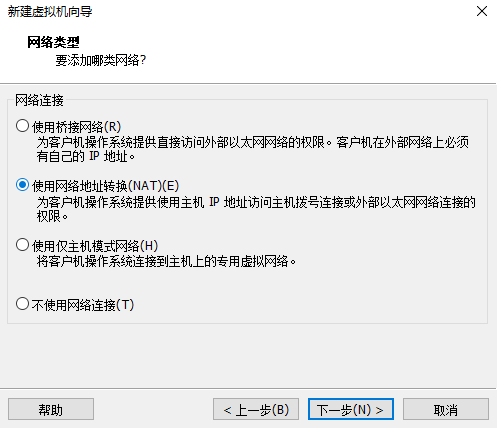 新建虚拟机向导
网络类型
要添加哪类网络?
网络连接
使用桥接网络(R)
为客户机操作系统提供直接访问外部以太网网络的权限。客户机在外部网络上必须
有自己的 IP 地址。
使用网络地址转换(NAT)(E)
为客户机操作系统提供使用主机 IP 地址访问主机拨号连接或外部以太网网络连接的
权限。
使用仅主机模式网络(H)
将客户机操作系统连接到主机上的专用虚拟网络。
不使用网络连接(T)
帮助
< 上一步(B)
下一步(N) >
取消